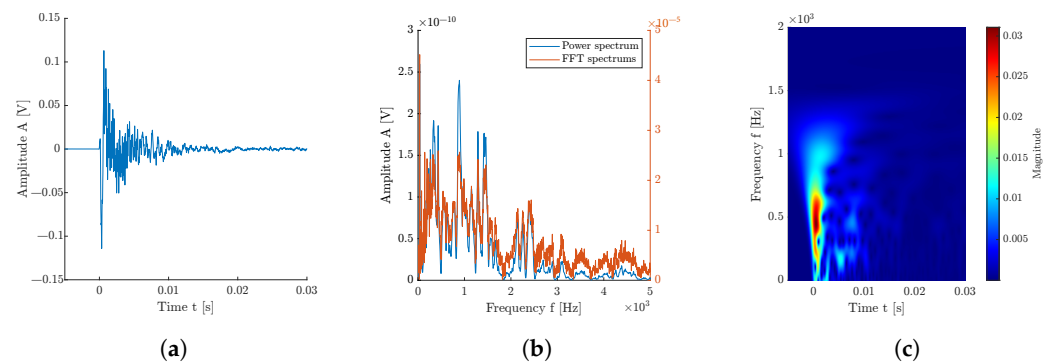 0.15
0.1
0.05
0
−0.05
−0.1
−0.15
Amplitude A [V]
0 0.01 0.02 0.03
Time t [s]
(a)
×10⁻¹⁰
3
2.5
2
1.5
1
0.5
0
Amplitude A [V]
×10⁻⁵
5
4
3
2
1
0
Power spectrum
FFT spectrums
0 1 2 3 4 5
×10³
Frequency f [Hz]
(b)
×10³
2
1.5
1
0.5
0
Frequency f [Hz]
0 0.01 0.02 0.03
Time t [s]
0.03
0.025
0.02
0.015
0.01
0.005
Magnitude
(c)